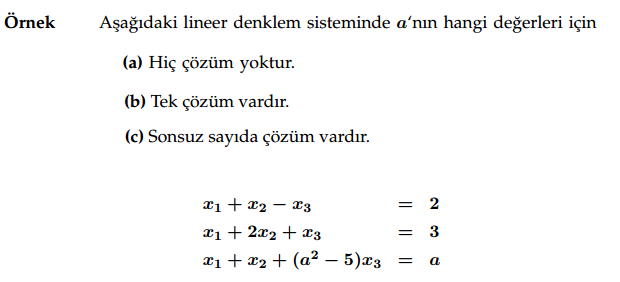 Örnek Aşağıdaki lineer denklem sisteminde a'nın hangi değerleri için
(a) Hiç çözüm yoktur.
(b) Tek çözüm vardır.
(c) Sonsuz sayıda çözüm vardır.
x₁ + x₂ − x₃ = 2
x₁ + 2x₂ + x₃ = 3
x₁ + x₂ + (a² − 5)x₃ = a